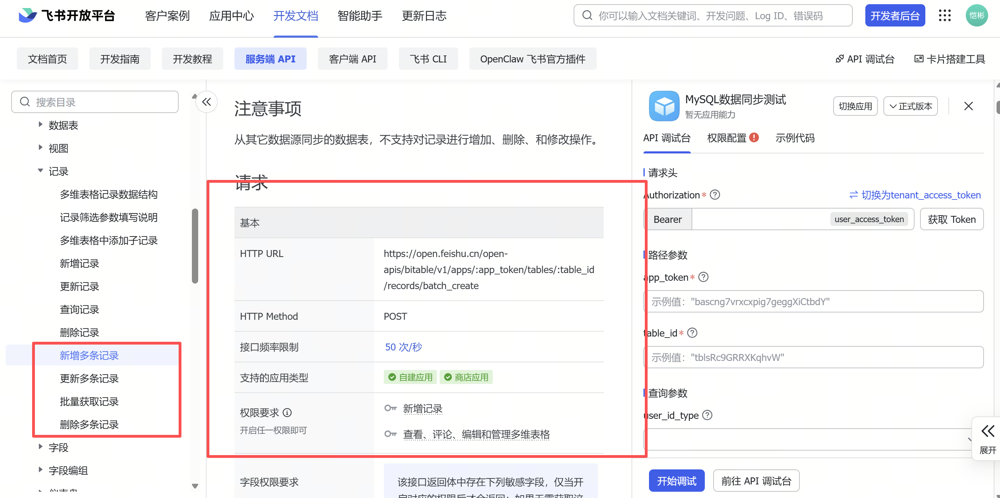 飞书开放平台
客户案例
应用中心
开发文档
智能助手
更新日志
你可以输入文档关键词、开发问题、Log ID、错误码
开发者后台
恺彬
文档首页
开发指南
开发教程
服务端 API
客户端 API
飞书 CLI
OpenClaw 飞书官方插件
API 调试台
卡片搭建工具
搜索目录
数据表
视图
记录
多维表格记录数据结构
记录筛选参数填写说明
多维表格中添加子记录
新增记录
更新记录
查询记录
删除记录
新增多条记录
更新多条记录
批量获取记录
删除多条记录
字段
字段编组
仪表盘
注意事项
从其它数据源同步的数据表，不支持对记录进行增加、删除、和修改操作。
请求
基本
HTTP URL
https://open.feishu.cn/open-
apis/bitable/v1/apps/:app_token/tables/:table_id
/records/batch_create
HTTP Method
POST
接口频率限制
50 次/秒
支持的应用类型
自建应用
商店应用
权限要求
开启任一权限即可
新增记录
查看、评论、编辑和管理多维表格
字段权限要求
该接口返回体中存在下列敏感字段，仅当开
启对应的权限后才会返回；如果无需获取这
MySQL数据同步测试
暂无应用能力
切换应用
正式版本
API 调试台
权限配置
示例代码
请求头
Authorization*
切换为tenant_access_token
Bearer
user_access_token
获取 Token
路径参数
app_token*
示例值："bascng7vrxcxpig7geggXiCtbdY"
table_id*
示例值："tblsRc9GRRXKqhvW"
查询参数
user_id_type
展开
开始调试
前往 API 调试台